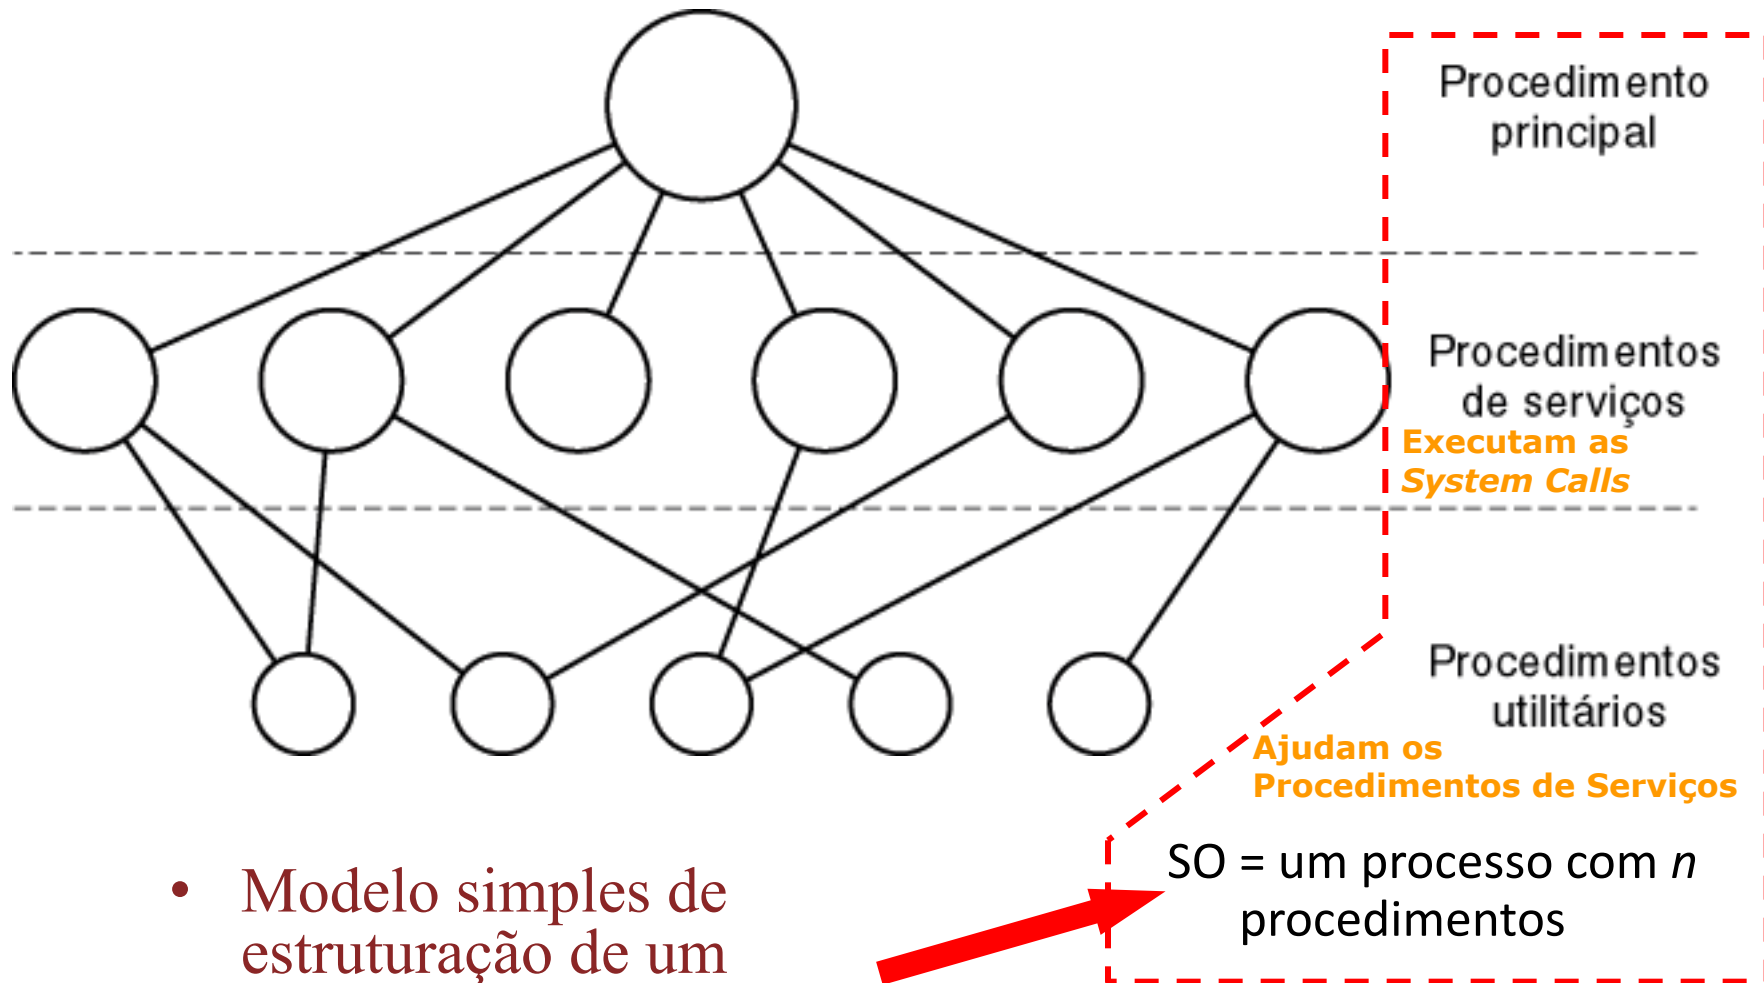 Procedimento
principal
Procedimentos
de serviços
Executam as
System Calls
Procedimentos
utilitários
Ajudam os
Procedimentos de Serviços
SO = um processo com n
procedimentos
• Modelo simples de
estruturação de um